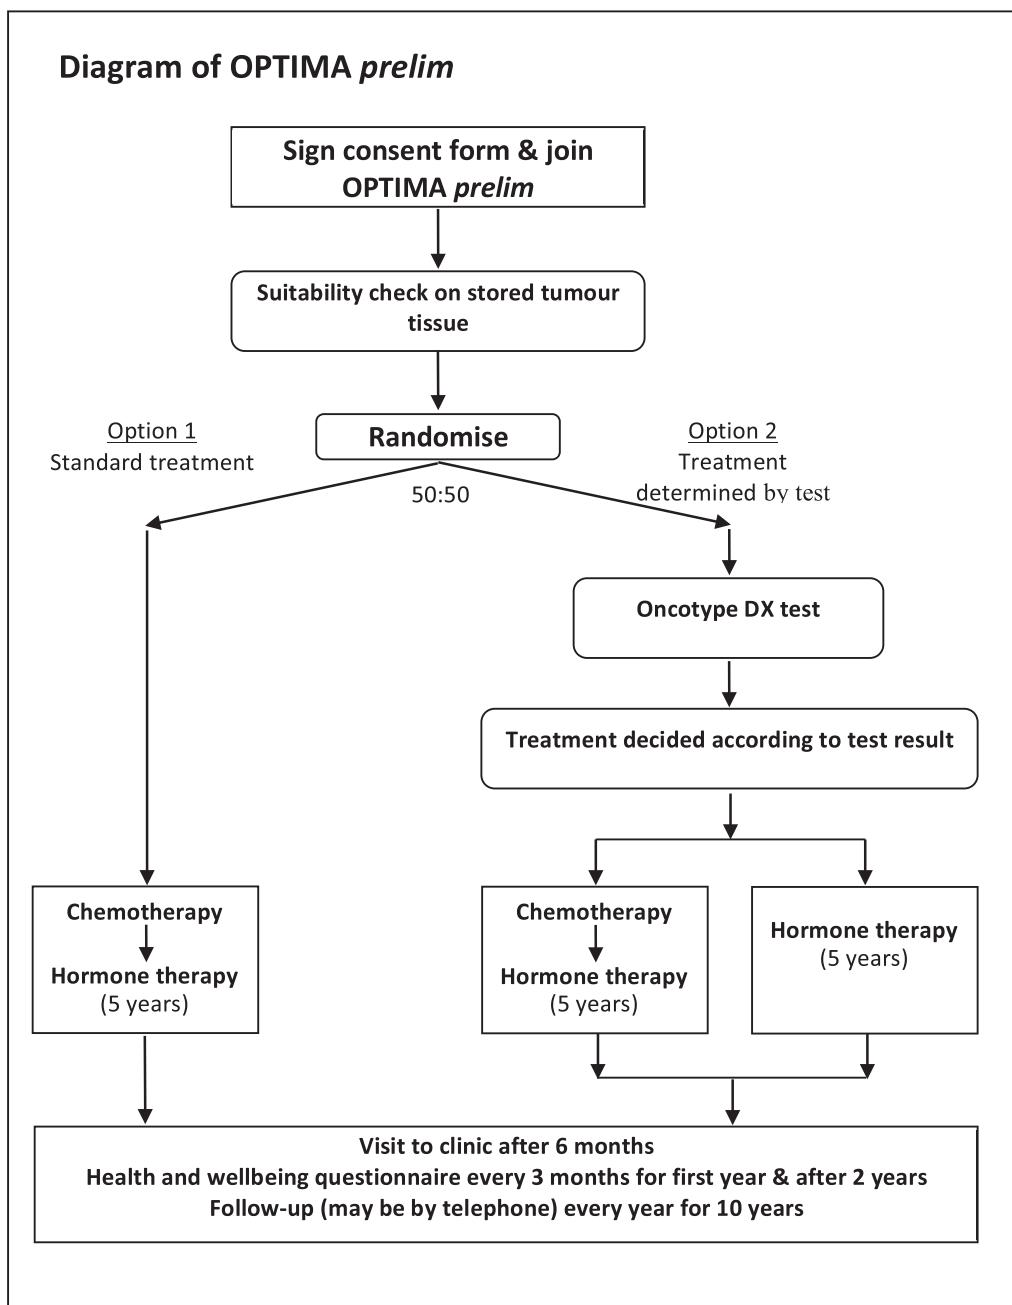 Diagram of OPTIMA prelim
Sign consent form & join
OPTIMA prelim
Suitability check on stored tumour
tissue
Randomise
50:50
Option 1
Standard treatment
Option 2
Treatment
determined by test
Oncotype DX test
Treatment decided according to test result
Chemotherapy
Hormone therapy
(5 years)
Chemotherapy
Hormone therapy
(5 years)
Hormone therapy
(5 years)
Visit to clinic after 6 months
Health and wellbeing questionnaire every 3 months for first year & after 2 years
Follow-up (may be by telephone) every year for 10 years